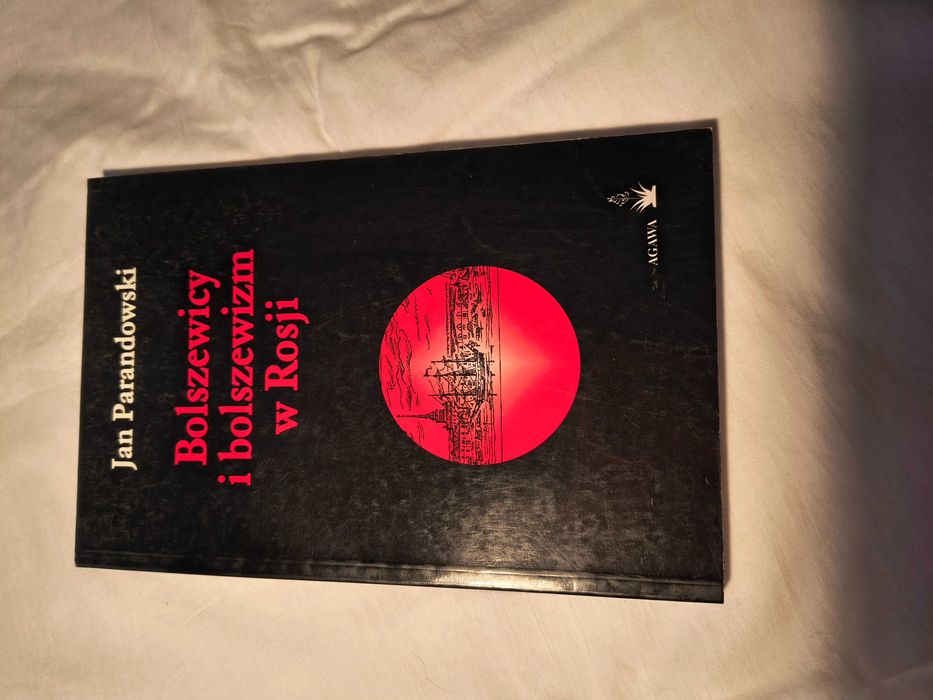 Jan Parandowski
Bolszewicy
i bolszewizm
w Rosji
AGAWA